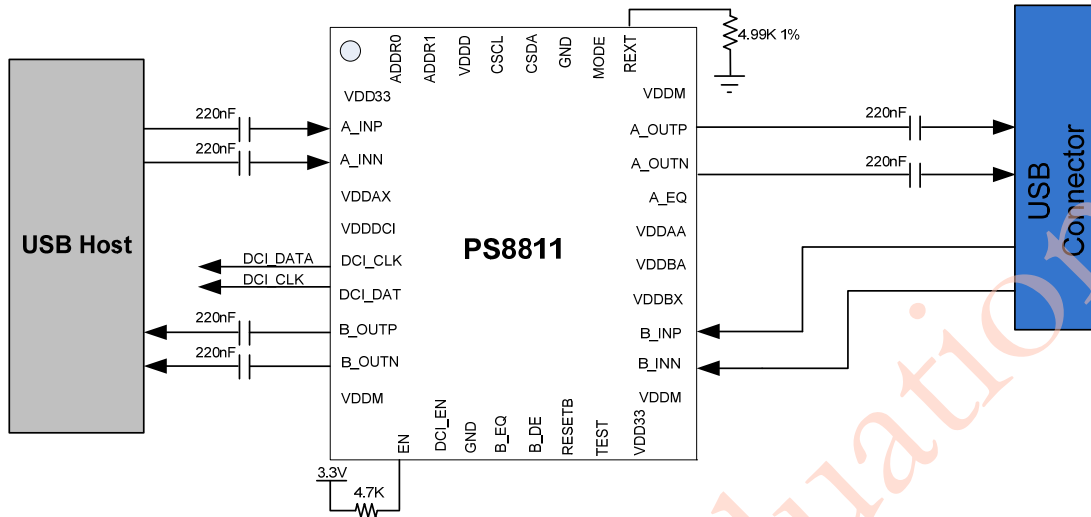 ADDR0
ADDR1
VDDD
CSCL
CSDA
GND
MODE
REXT
4.99K 1%
USB Host
220nF
220nF
DCI_DATA
DCI_CLK
220nF
220nF
VDD33
A_INP
A_INN
VDDAX
VDDDCI
DCI_CLK
DCI_DAT
B_OUTP
B_OUTN
VDDM
PS8811
VDDM
A_OUTP
A_OUTN
A_EQ
VDDAA
VDDBA
VDDBX
B_INP
B_INN
VDDM
220nF
220nF
USB
Connector
EN
DCI_EN
GND
B_EQ
B_DE
RESETB
TEST
VDD33
3.3V
4.7K